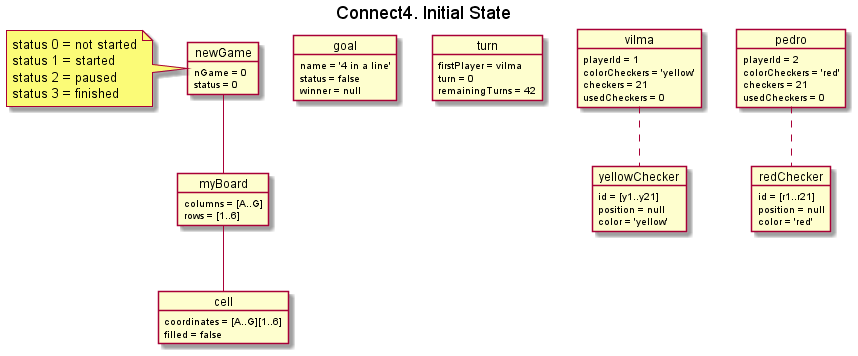 Connect4. Initial State
status 0 = not started
status 1 = started
status 2 = paused
status 3 = finished
newGame
nGame = 0
status = 0
goal
name = '4 in a line'
status = false
winner = null
turn
firstPlayer = vilma
turn = 0
remainingTurns = 42
vilma
playerId = 1
colorCheckers = 'yellow'
checkers = 21
usedCheckers = 0
pedro
playerId = 2
colorCheckers = 'red'
checkers = 21
usedCheckers = 0
myBoard
columns = [A..G]
rows = [1..6]
yellowChecker
id = [y1..y21]
position = null
color = 'yellow'
redChecker
id = [r1..r21]
position = null
color = 'red'
cell
coordinates = [A..G][1..6]
filled = false